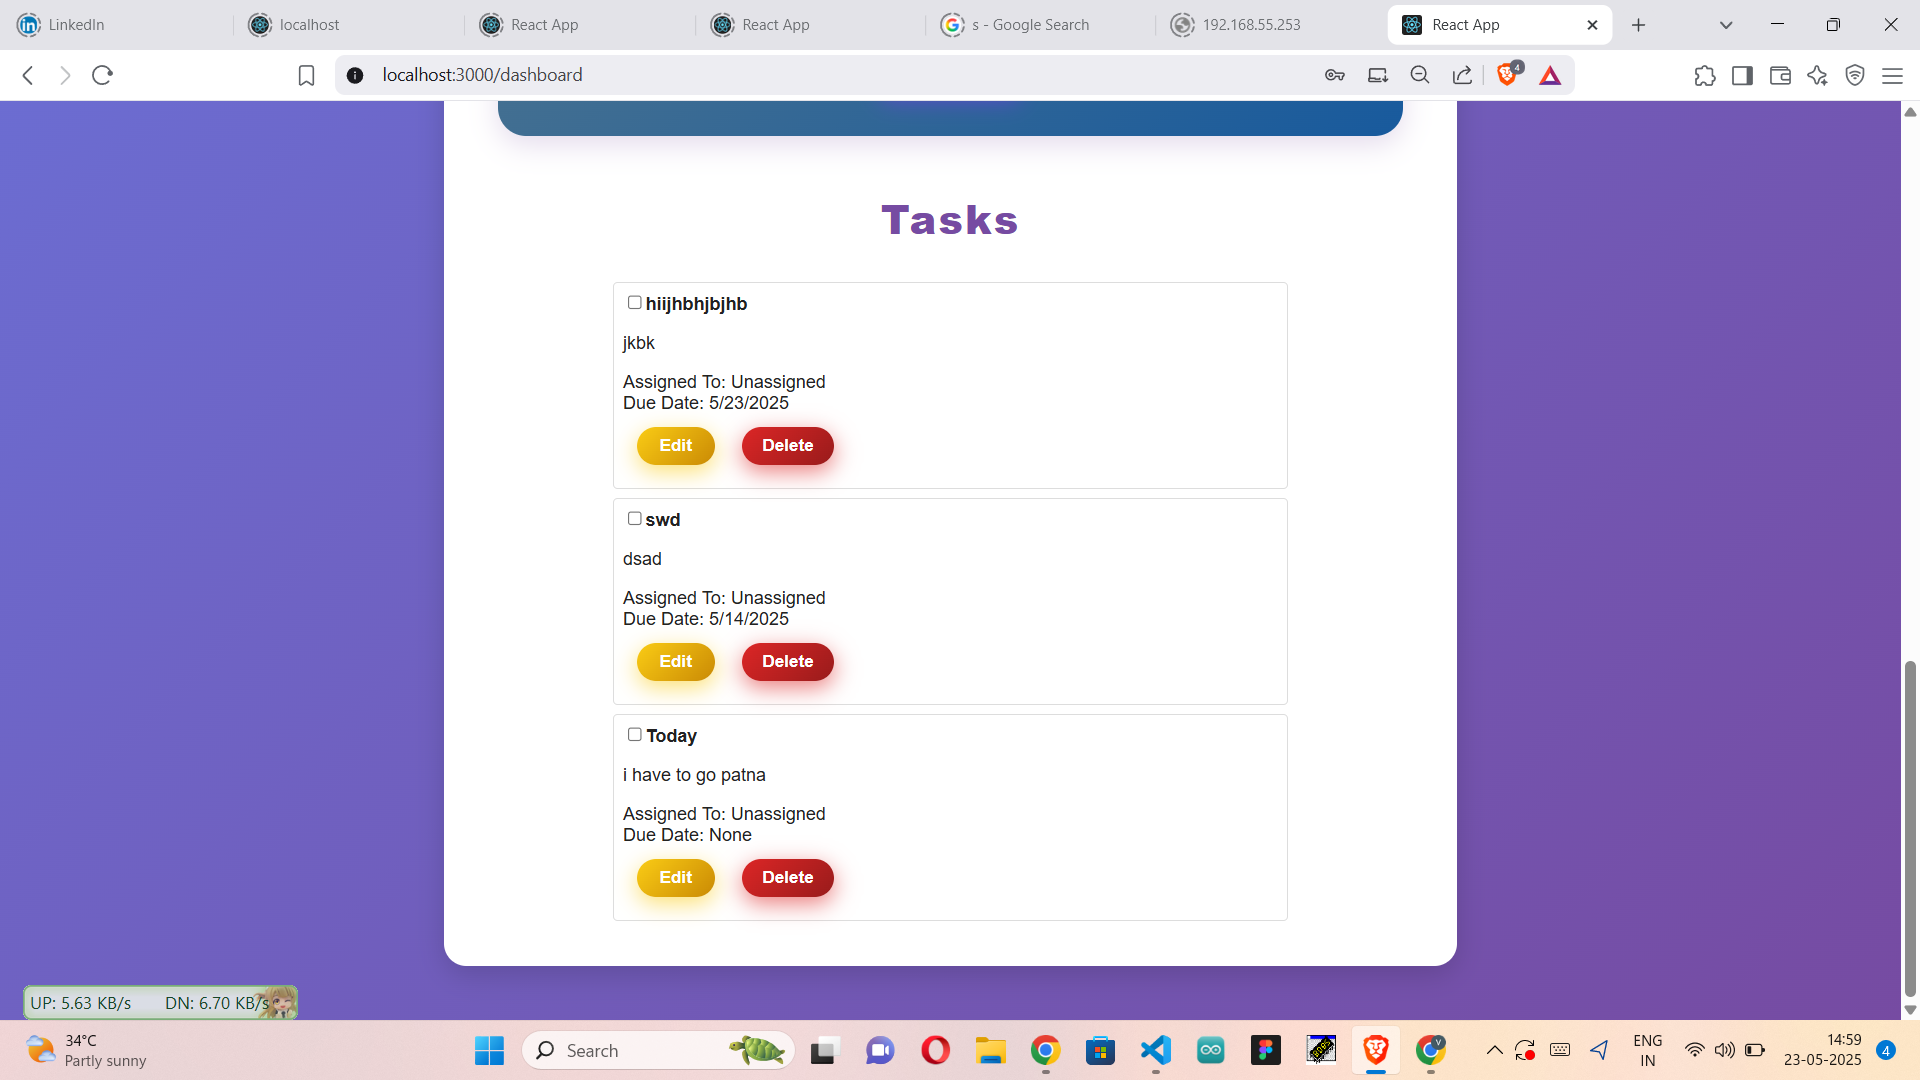 LinkedIn
localhost
React App
React App
s - Google Search
192.168.55.253
React App
localhost:3000/dashboard
4
Tasks
hiijhbhjbjhb
jkbk
Assigned To: Unassigned
Due Date: 5/23/2025
Edit Delete
swd
dsad
Assigned To: Unassigned
Due Date: 5/14/2025
Edit Delete
Today
i have to go patna
Assigned To: Unassigned
Due Date: None
Edit Delete
UP: 5.63 KB/s DN: 6.70 KB/s
34°C
Partly sunny
Search
V
ENG
IN
14:59
23-05-2025
4